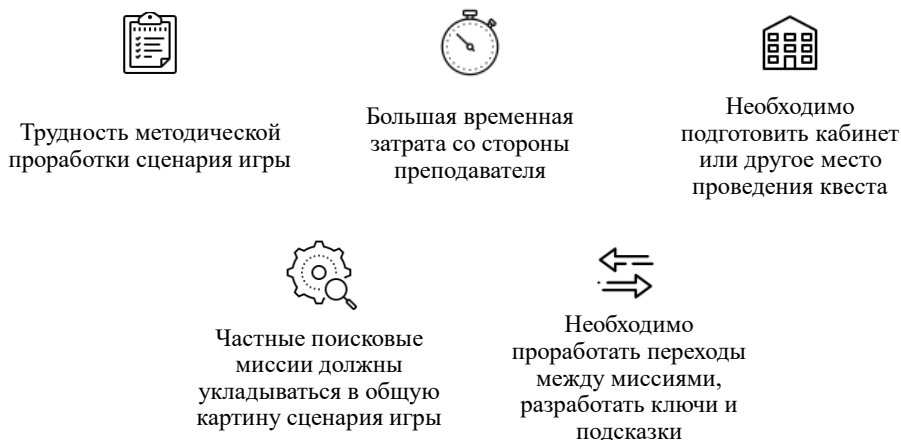 Трудность методической
проработки сценария игры
Большая временная
затрата со стороны
преподавателя
Необходимо
подготовить кабинет
или другое место
проведения квеста
Частные поисковые
миссии должны
укладываться в общую
картину сценария игры
Необходимо
проработать переходы
между миссиями,
разработать ключи и
подсказки